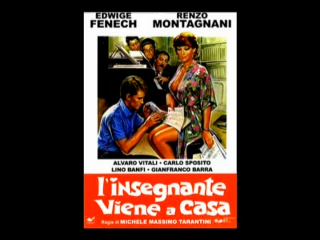 EDWIGE
FENECH
RENZO
MONTAGNANI
ALVARO VITALI • CARLO SPOSITO
LINO BANFI • GIANFRANCO BARRA
l'insegnante
Viene a Casa
Regia di MICHELE MASSIMO TARANTINI